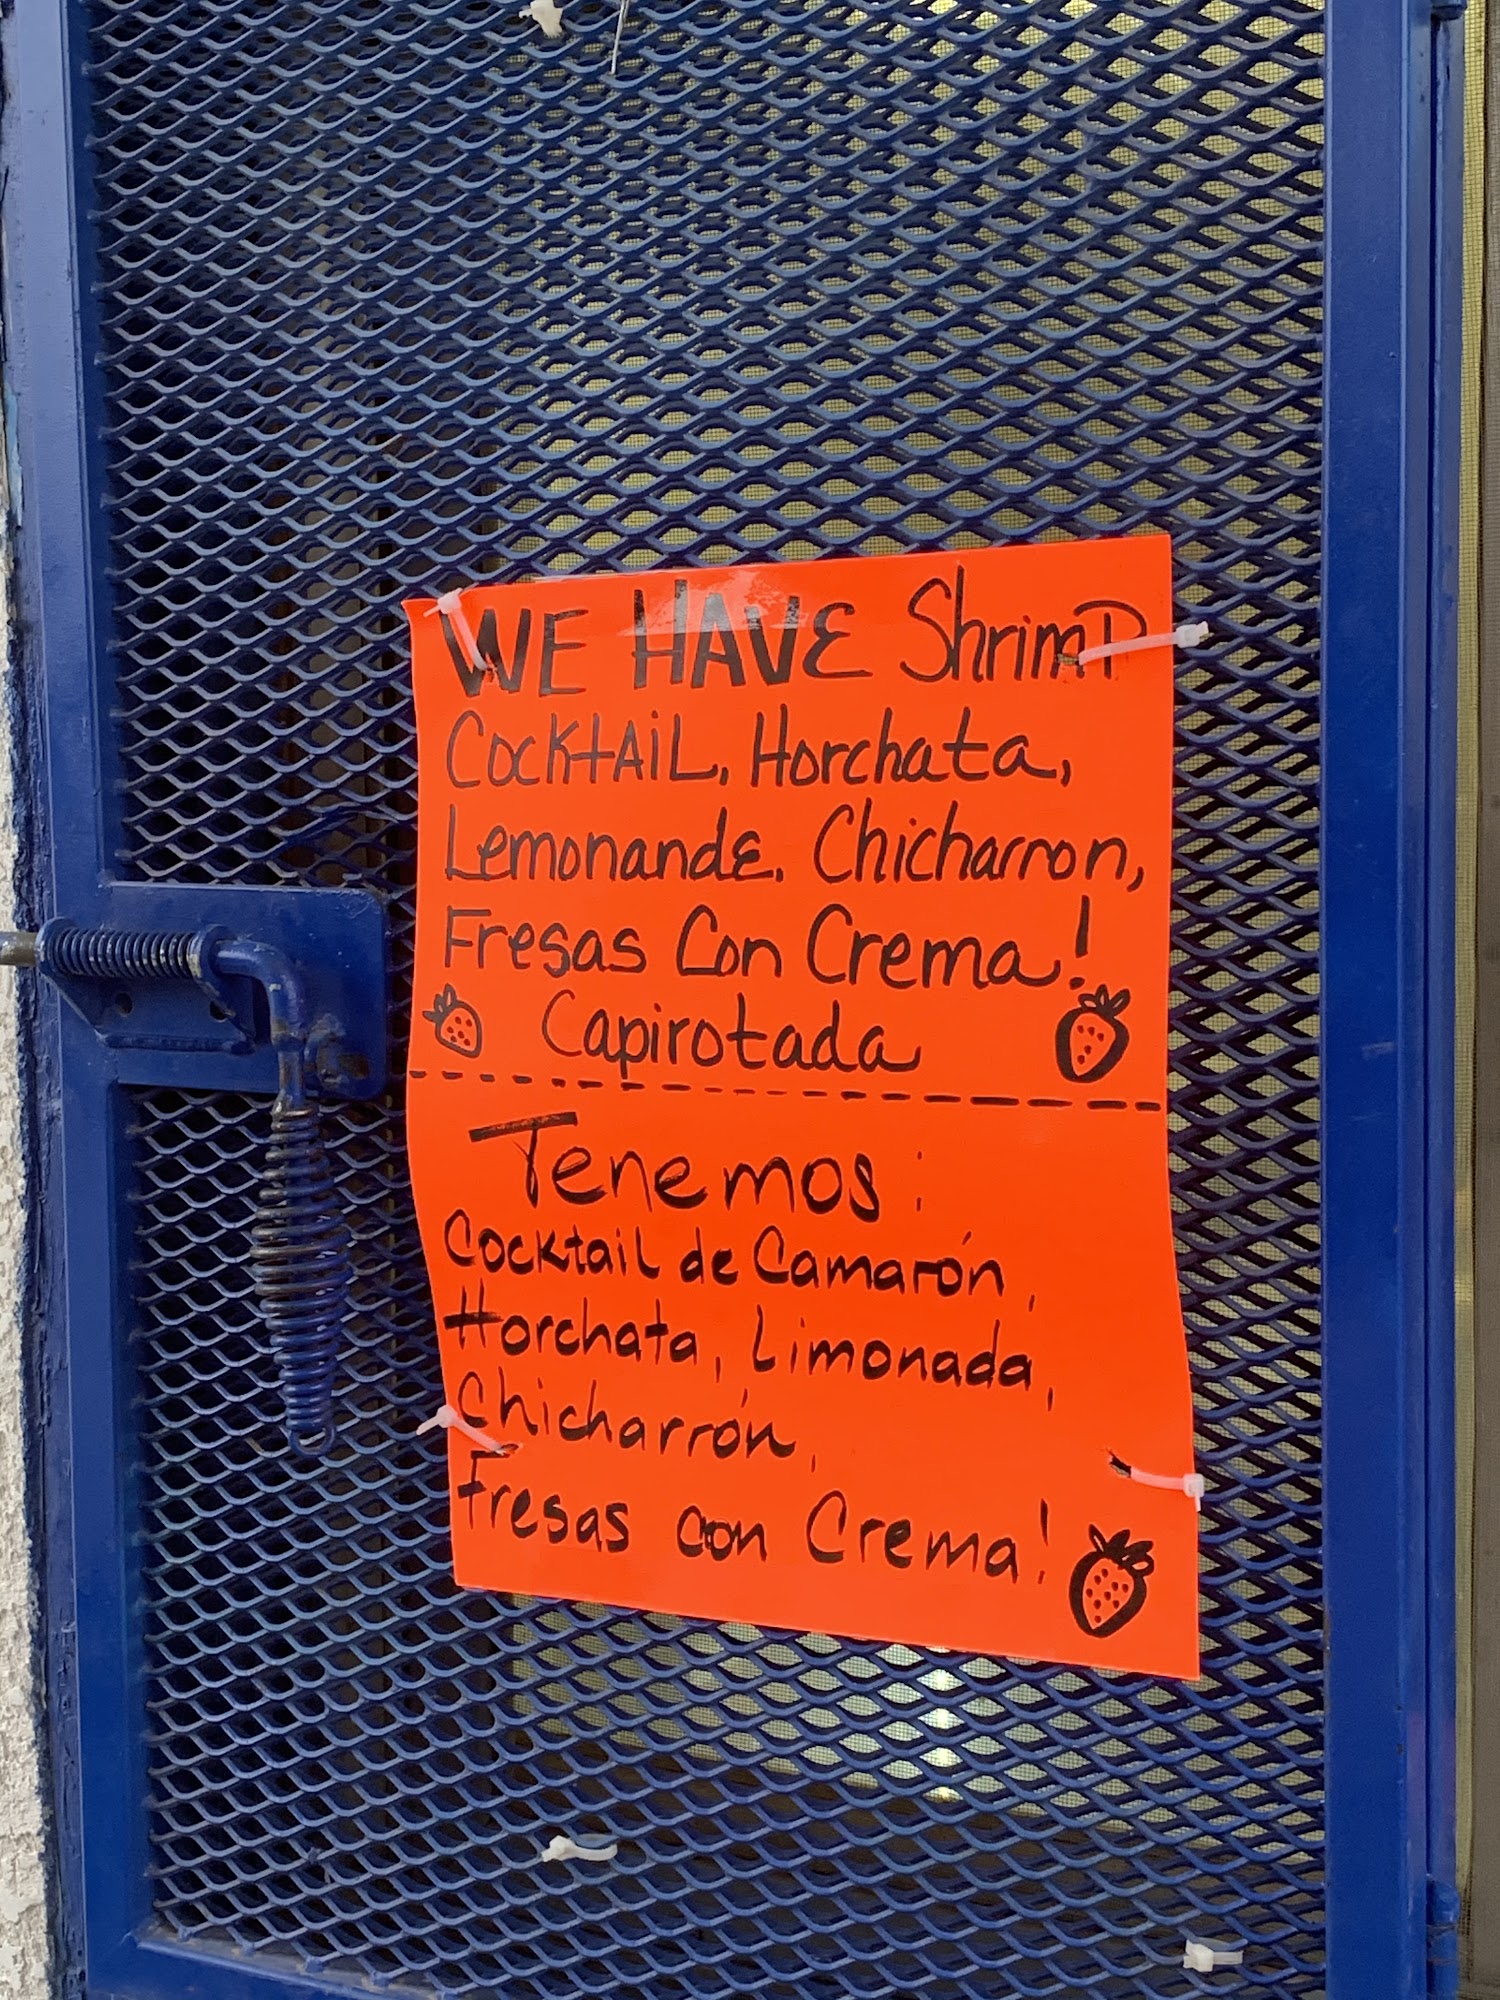 WE HAVE Shrimp
Cocktail, Horchata,
Lemonande, Chicharron,
Fresas Con Crema!
Capirotada
Tenemos:
Cocktail de Camarón,
Horchata, Limonada,
Chicharrón,
Fresas con Crema!